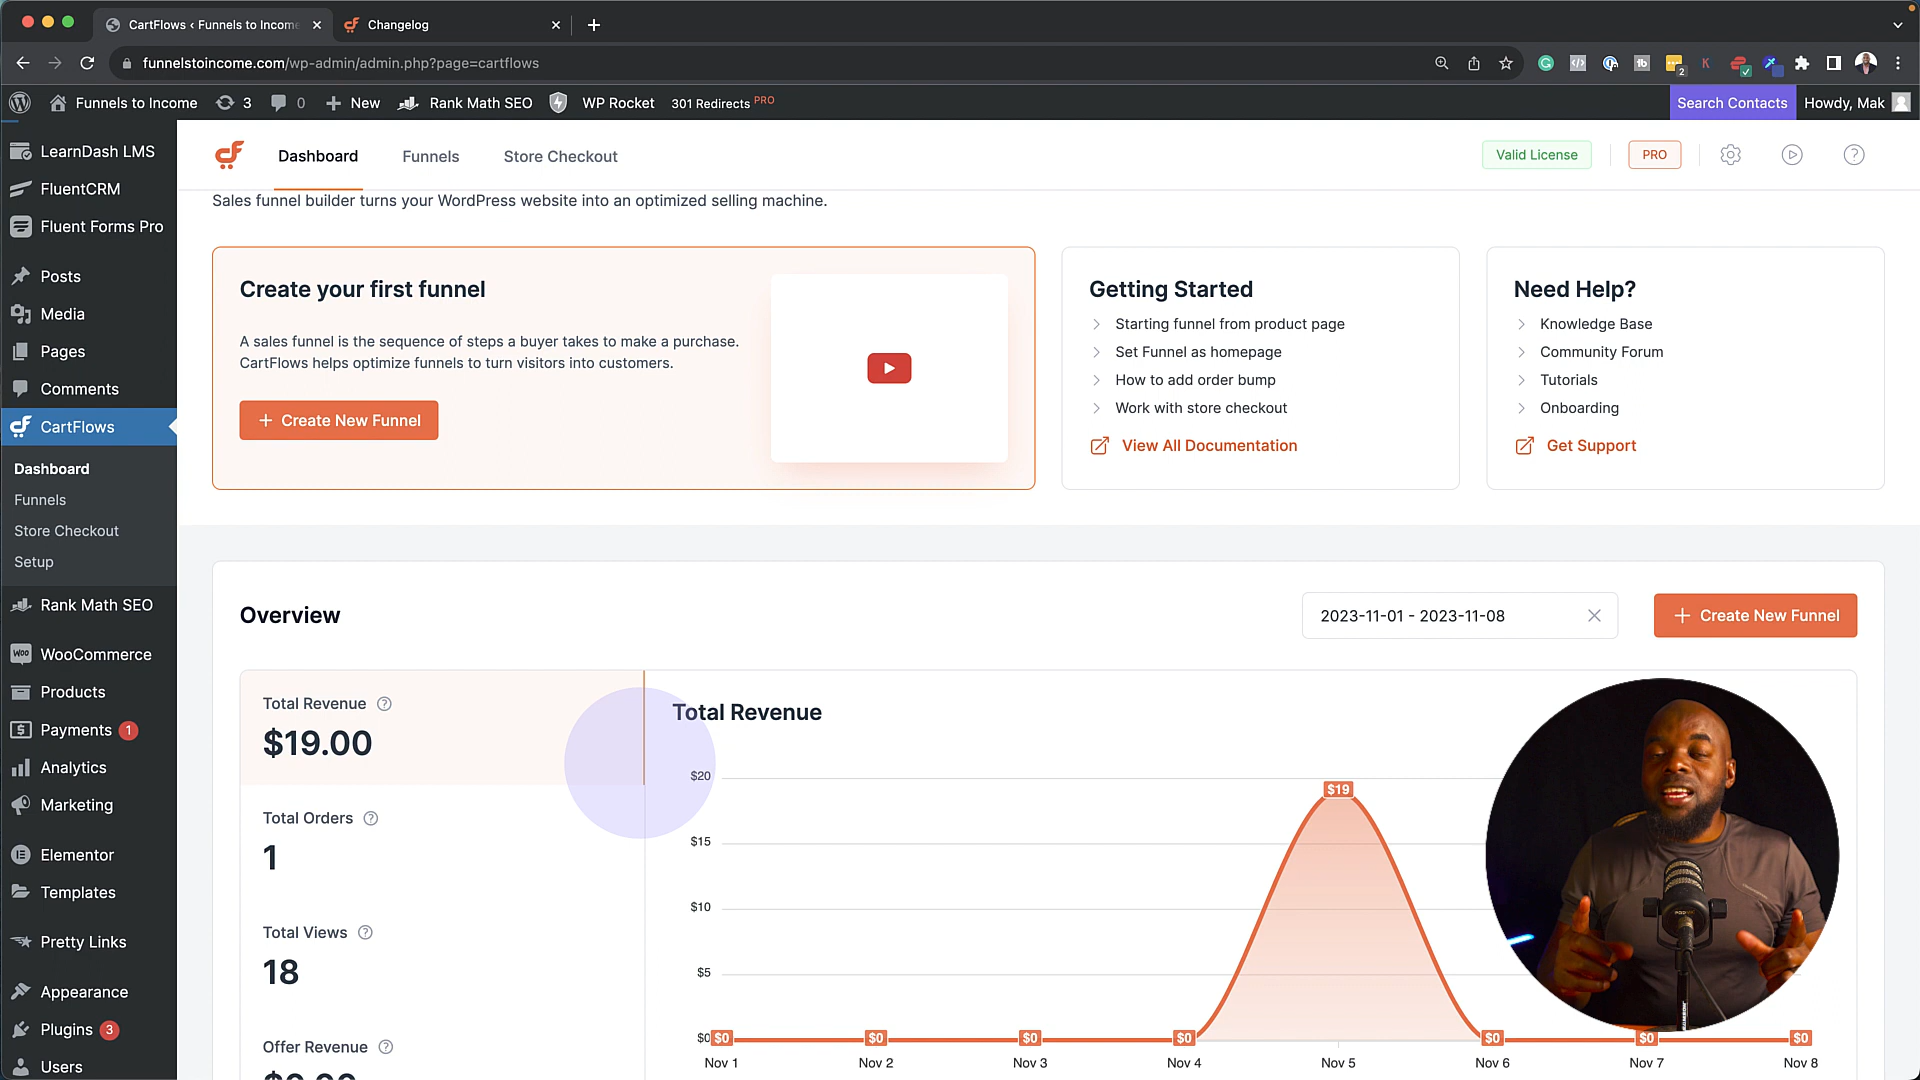 CartFlows ‹ Funnels to Income
Changelog
funnelstoincome.com/wp-admin/admin.php?page=cartflows
2
Funnels to Income
3
0
New
Rank Math SEO
WP Rocket
301 Redirects PRO
Search Contacts
Howdy, Mak
LearnDash LMS
FluentCRM
Fluent Forms Pro
Posts
Media
Pages
Comments
CartFlows
Dashboard
Funnels
Store Checkout
Setup
Rank Math SEO
WooCommerce
Products
Payments 1
Analytics
Marketing
Elementor
Templates
Pretty Links
Appearance
Plugins 3
Users
Dashboard
Funnels
Store Checkout
Valid License
PRO
Sales funnel builder turns your WordPress website into an optimized selling machine.
Create your first funnel
A sales funnel is the sequence of steps a buyer takes to make a purchase.
CartFlows helps optimize funnels to turn visitors into customers.
+ Create New Funnel
Getting Started
Starting funnel from product page
Set Funnel as homepage
How to add order bump
Work with store checkout
View All Documentation
Need Help?
Knowledge Base
Community Forum
Tutorials
Onboarding
Get Support
Overview
2023-11-01 - 2023-11-08
+ Create New Funnel
Total Revenue
$19.00
Total Orders
1
Total Views
18
Offer Revenue
Total Revenue
$20
$15
$10
$5
$0
$0
$0
$0
$0
$19
$0
$0
$0
Nov 1
Nov 2
Nov 3
Nov 4
Nov 5
Nov 6
Nov 7
Nov 8